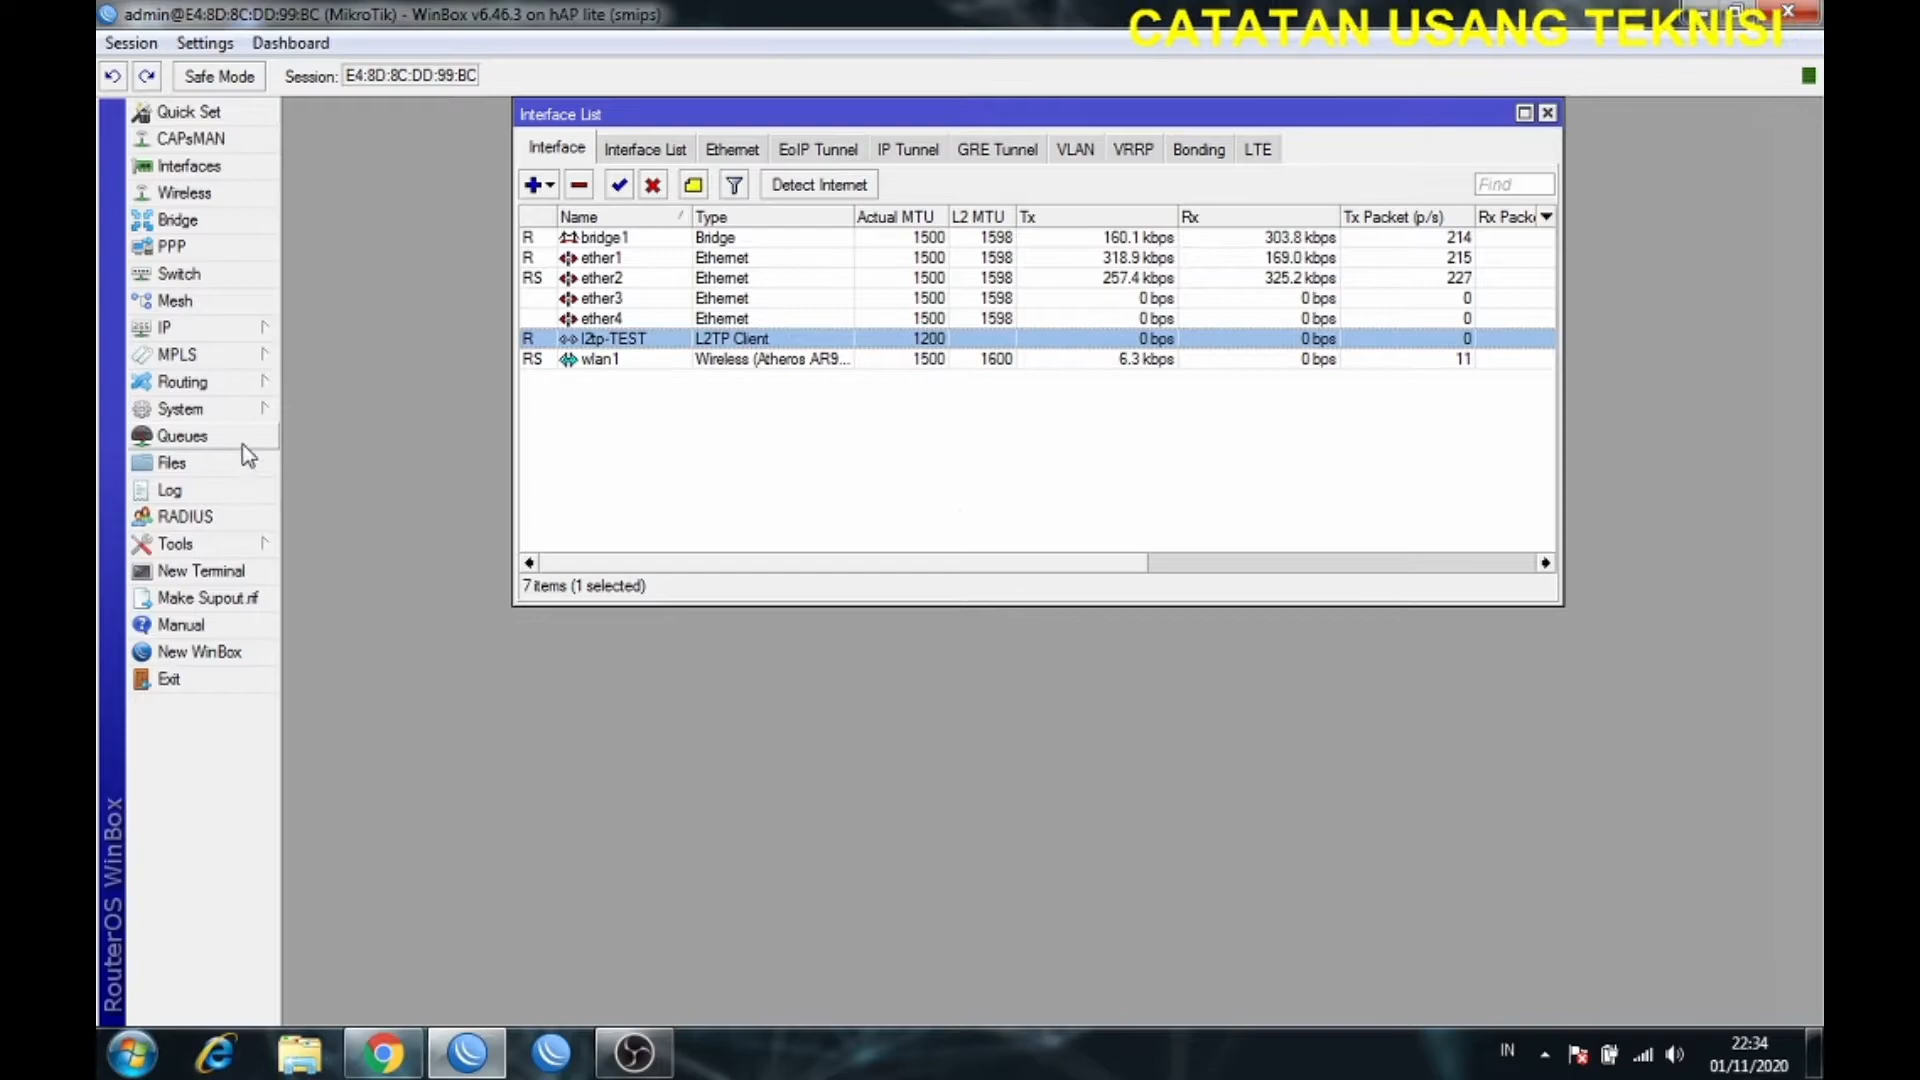 admin@E4:8D:8C:DD:99:BC (MikroTik) - WinBox v6.46.3 on hAP lite (smips)
CATATAN USANG TEKNISI
Session Settings Dashboard
Safe Mode Session: E4:8D:8C:DD:99:BC
Quick Set
CAPsMAN
Interfaces
Wireless
Bridge
PPP
Switch
Mesh
IP
MPLS
Routing
System
Queues
Files
Log
RADIUS
Tools
New Terminal
Make Supout.rif
Manual
New WinBox
Exit
RouterOS WinBox
Interface List
Interface Interface List Ethernet EoIP Tunnel IP Tunnel GRE Tunnel VLAN VRRP Bonding LTE
Detect Internet Find
Name Type Actual MTU L2 MTU Tx Rx Tx Packet (p/s) Rx Pack
R bridge1 Bridge 1500 1598 160.1 kbps 303.8 kbps 214
R ether1 Ethernet 1500 1598 318.9 kbps 169.0 kbps 215
RS ether2 Ethernet 1500 1598 257.4 kbps 325.2 kbps 227
ether3 Ethernet 1500 1598 0 bps 0 bps 0
ether4 Ethernet 1500 1598 0 bps 0 bps 0
R l2tp-TEST L2TP Client 1200 0 bps 0 bps 0
RS wlan1 Wireless (Atheros AR9... 1500 1600 6.3 kbps 0 bps 11
7 items (1 selected)
IN 22:34
01/11/2020